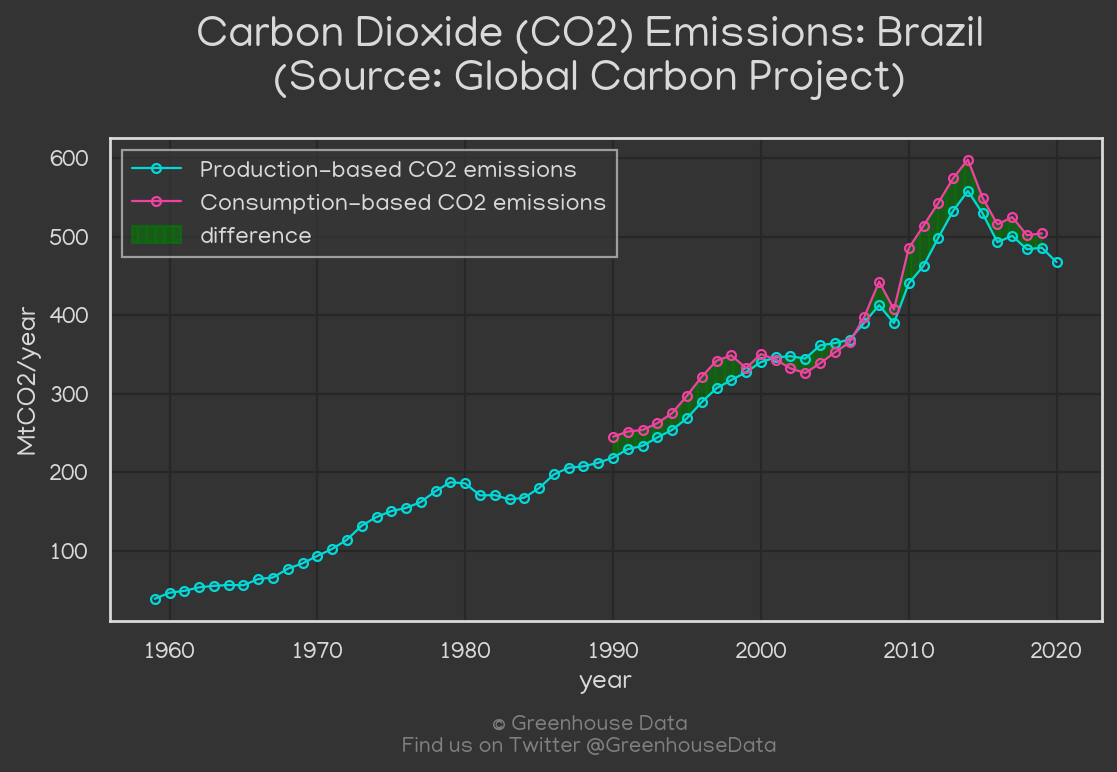 Carbon Dioxide (CO2) Emissions: Brazil
(Source: Global Carbon Project)
Production-based CO2 emissions
Consumption-based CO2 emissions
difference
MtCO2/year
600
500
400
300
200
100
1960 1970 1980 1990 2000 2010 2020
year
© Greenhouse Data
Find us on Twitter @GreenhouseData